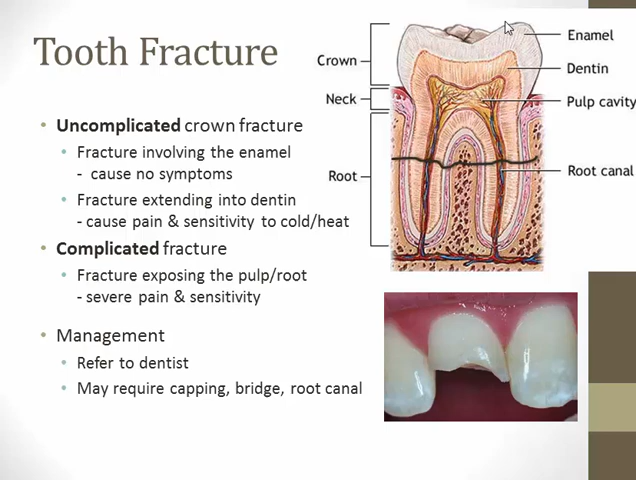 Tooth Fracture
• Uncomplicated crown fracture
• Fracture involving the enamel
- cause no symptoms
• Fracture extending into dentin
- cause pain & sensitivity to cold/heat
• Complicated fracture
• Fracture exposing the pulp/root
- severe pain & sensitivity
• Management
• Refer to dentist
• May require capping, bridge, root canal
Crown
Neck
Root
Enamel
Dentin
Pulp cavity
Root canal